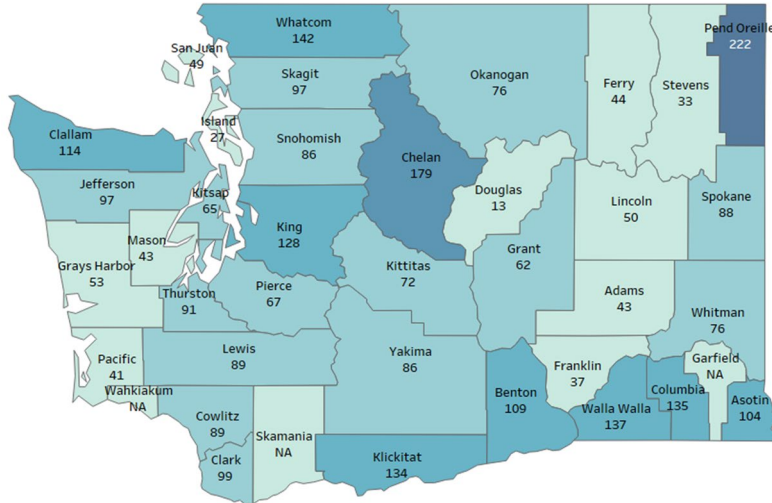 Whatcom
142
Pend Oreille
222
San Juan
49
Skagit
97
Okanogan
76
Ferry
44
Stevens
33
Island
27
Clallam
114
Snohomish
86
Chelan
179
Jefferson
97
Kitsap
65
Douglas
13
Lincoln
50
Spokane
88
King
128
Mason
43
Grant
62
Grays Harbor
53
Kittitas
72
Thurston
91
Pierce
67
Adams
43
Whitman
76
Pacific
41
Lewis
89
Yakima
86
Franklin
37
Garfield
NA
Wahkiakum
NA
Benton
109
Columbia
135
Asotin
104
Cowlitz
89
Skamania
NA
Walla Walla
137
Clark
99
Klickitat
134